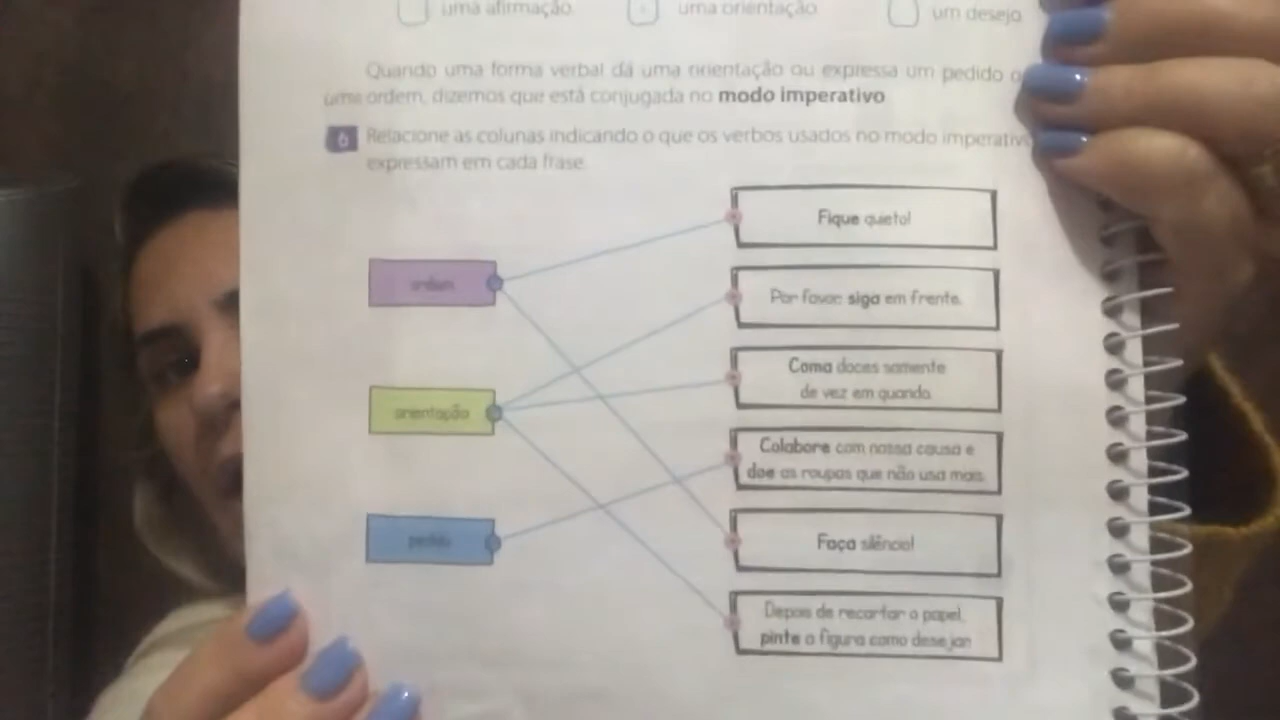 uma afirmação. uma orientação. um desejo.
Quando uma forma verbal dá uma orientação ou expressa um pedido o
uma ordem, dizemos que está conjugada no modo imperativo
6 Relacione as colunas indicando o que os verbos usados no modo imperativo
expressam em cada frase.
ordem
orientação
pedido
Fique quieto!
Por favor, siga em frente.
Coma doces somente
de vez em quando.
Colabore com nossa causa e
doe as roupas que não usa mais.
Faça silêncio!
Depois de recortar o papel,
pinte a figura como desejar.